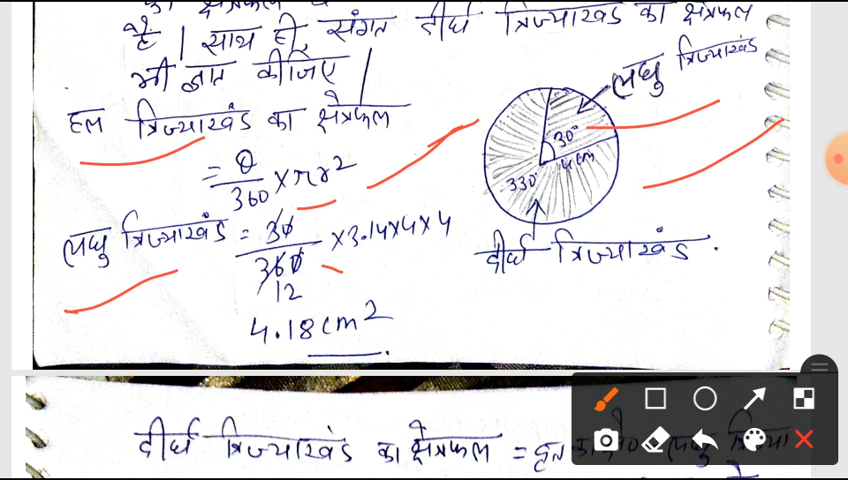 का क्षेत्रफल
है | साथ ही संगत दीर्घ त्रिज्याखंड का क्षेत्रफल
भी ज्ञात कीजिए |
हल त्रिज्याखंड का क्षेत्रफल
= θ/360 × πr²
लघु त्रिज्याखंड = 30/360 × 3.14×4×4
12
4.18 cm²
लघु त्रिज्याखंड
30°
4cm
330°
दीर्घ त्रिज्याखंड.
दीर्घ त्रिज्याखंड का क्षेत्रफल =